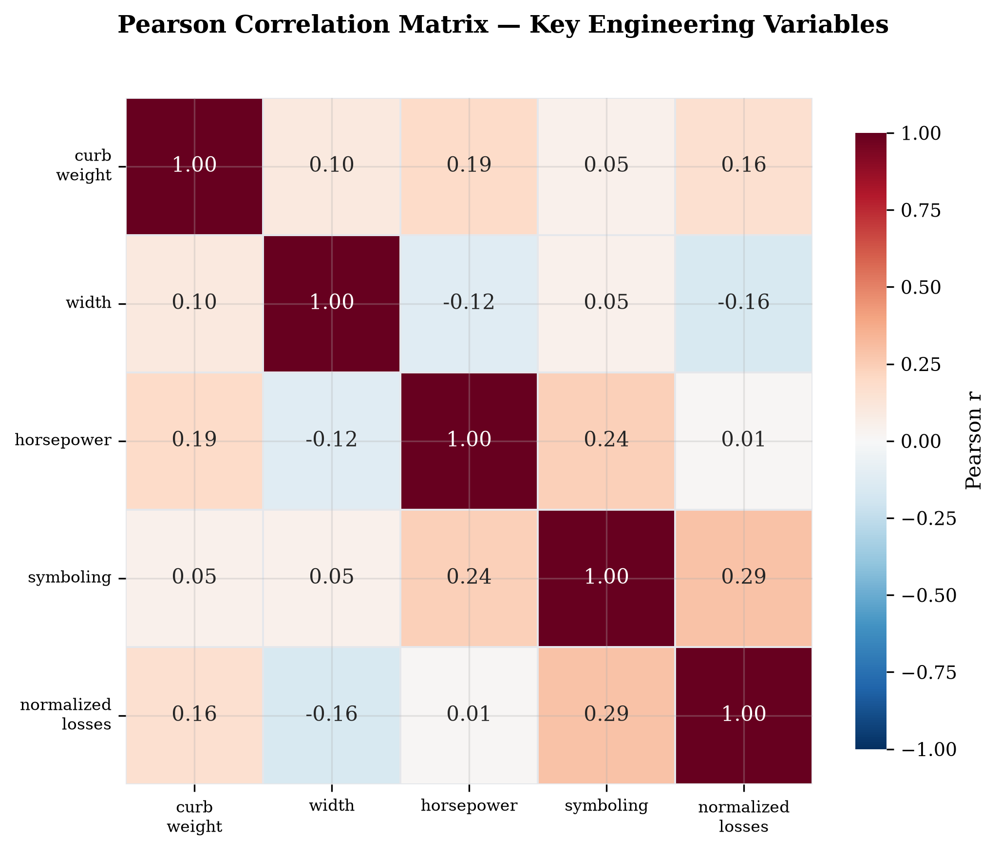 Pearson Correlation Matrix — Key Engineering Variables
curb
weight
1.00 0.10 0.19 0.05 0.16
width
0.10 1.00 -0.12 0.05 -0.16
horsepower
0.19 -0.12 1.00 0.24 0.01
symboling
0.05 0.05 0.24 1.00 0.29
normalized
losses
0.16 -0.16 0.01 0.29 1.00
curb
weight
width
horsepower
symboling
normalized
losses
1.00
0.75
0.50
0.25
0.00
−0.25
−0.50
−0.75
−1.00
Pearson r